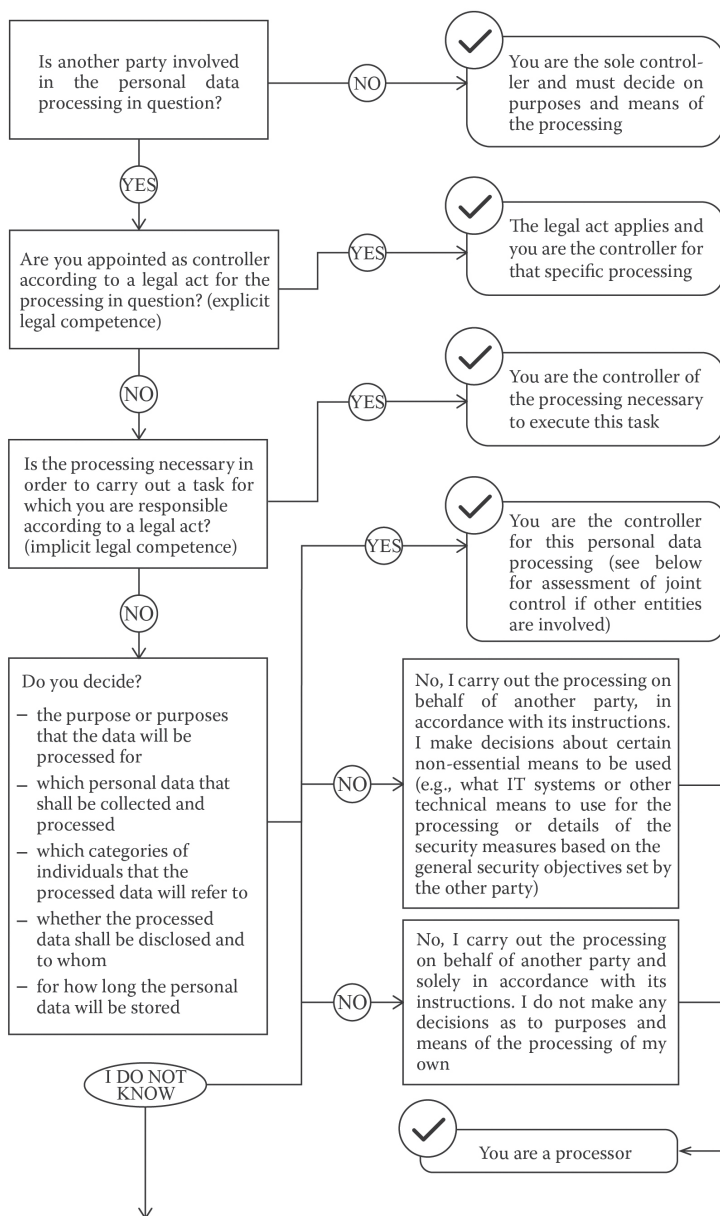 Is another party involved
in the personal data
processing in question?
NO
You are the sole control-
ler and must decide on
purposes and means of
the processing
YES
Are you appointed as controller
according to a legal act for the
processing in question? (explicit
legal competence)
YES
The legal act applies and
you are the controller for
that specific processing
NO
Is the processing necessary in
order to carry out a task for
which you are responsible
according to a legal act?
(implicit legal competence)
YES
You are the controller of
the processing necessary
to execute this task
NO
YES
You are the controller
for this personal data
processing (see below
for assessment of joint
control if other entities
are involved)
Do you decide?
– the purpose or purposes
that the data will be
processed for
– which personal data that
shall be collected and
processed
– which categories of
individuals that the
processed data will refer to
– whether the processed
data shall be disclosed and
to whom
– for how long the personal
data will be stored
NO
No, I carry out the processing on
behalf of another party, in
accordance with its instructions.
I make decisions about certain
non-essential means to be used
(e.g., what IT systems or other
technical means to use for the
processing or details of the
security measures based on the
general security objectives set by
the other party)
NO
No, I carry out the processing
on behalf of another party and
solely in accordance with its
instructions. I do not make any
decisions as to purposes and
means of the processing of my
own
I DO NOT
KNOW
You are a processor